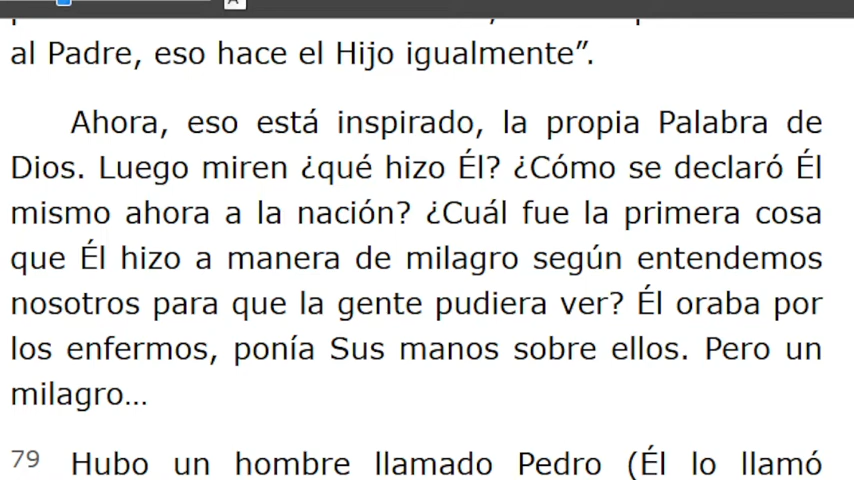 al Padre, eso hace el Hijo igualmente”.
Ahora, eso está inspirado, la propia Palabra de
Dios. Luego miren ¿qué hizo Él? ¿Cómo se declaró Él
mismo ahora a la nación? ¿Cuál fue la primera cosa
que Él hizo a manera de milagro según entendemos
nosotros para que la gente pudiera ver? Él oraba por
los enfermos, ponía Sus manos sobre ellos. Pero un
milagro...
79 Hubo un hombre llamado Pedro (Él lo llamó